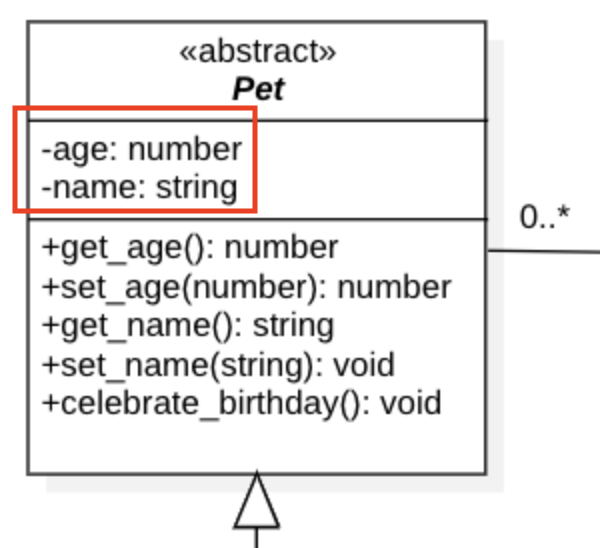 «abstract»
Pet
-age: number
-name: string
+get_age(): number
+set_age(number): number
+get_name(): string
+set_name(string): void
+celebrate_birthday(): void
0..*